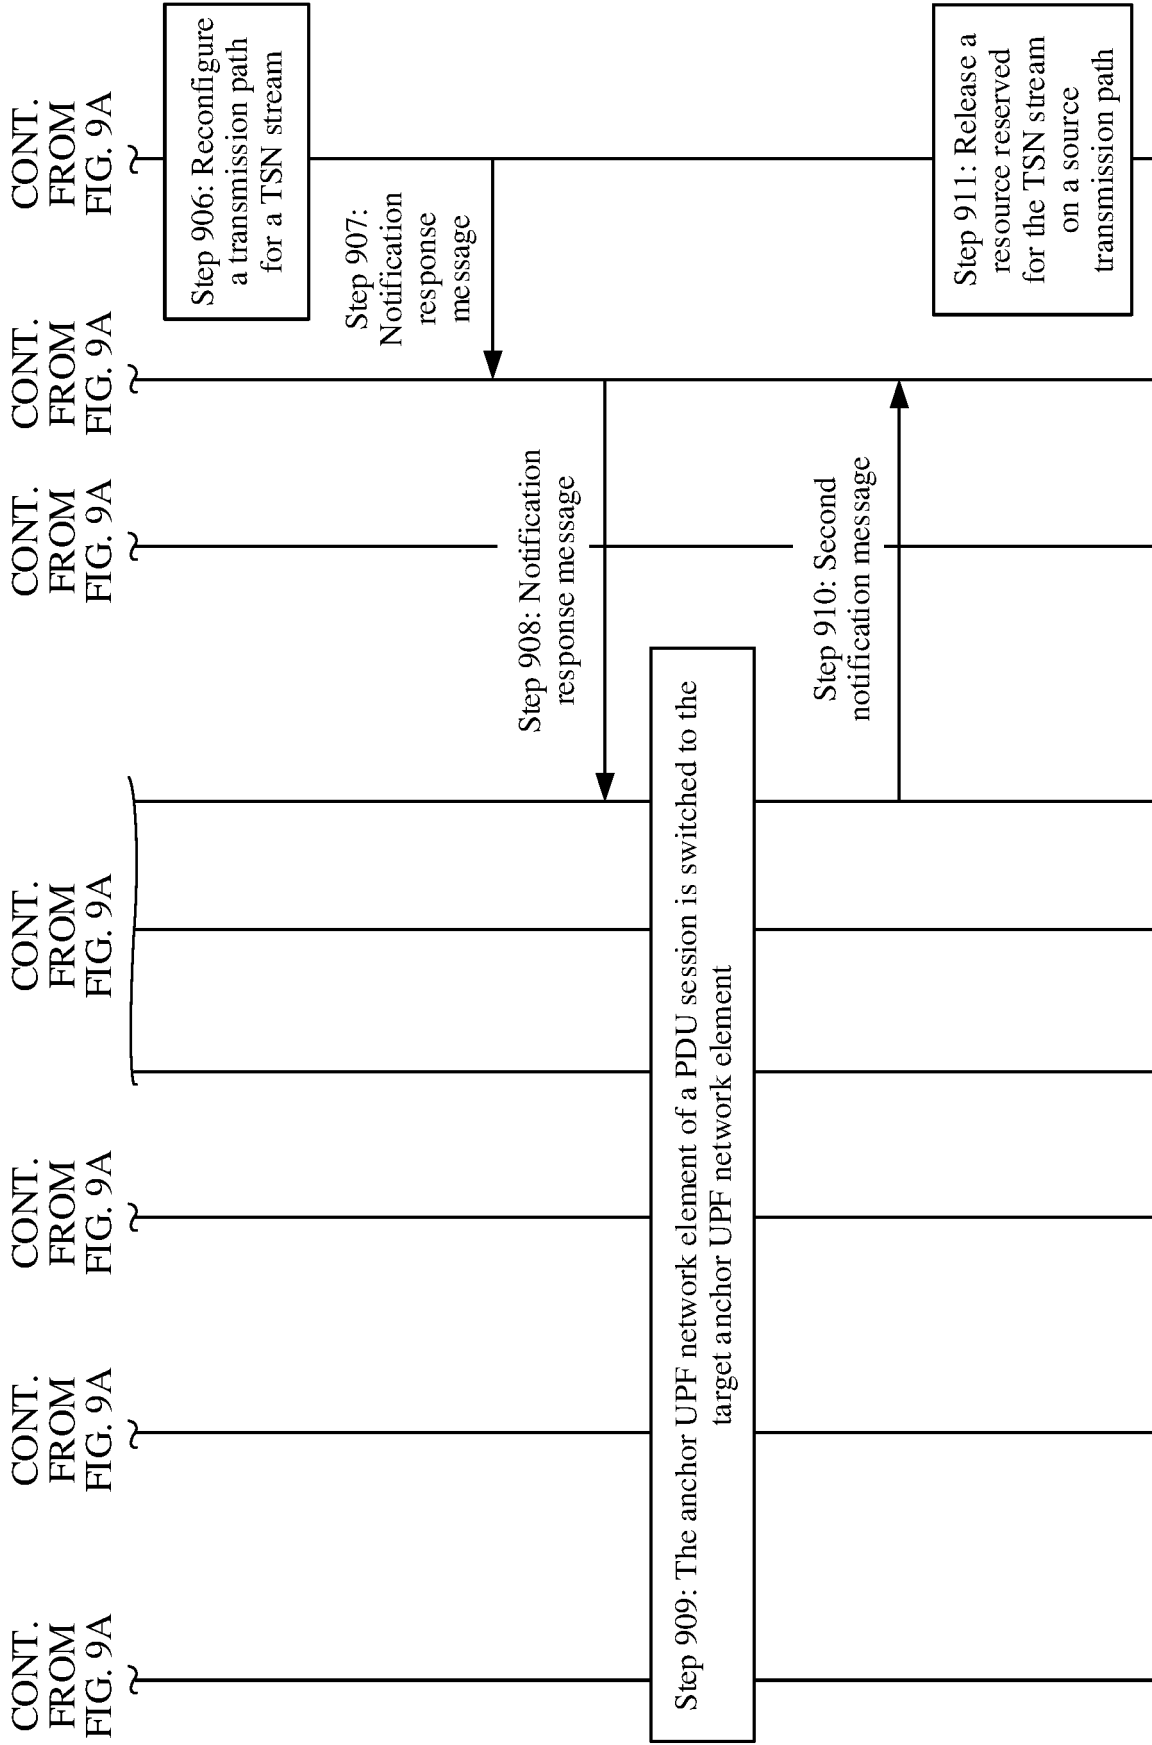 CONT.
FROM
FIG. 9A
CONT.
FROM
FIG. 9A
CONT.
FROM
FIG. 9A
CONT.
FROM
FIG. 9A
CONT.
FROM
FIG. 9A
CONT.
FROM
FIG. 9A
CONT.
FROM
FIG. 9A
Step 906: Reconfigure
a transmission path
for a TSN stream
Step 907:
Notification
response
message
Step 908: Notification
response message
Step 909: The anchor UPF network element of a PDU session is switched to the
target anchor UPF network element
Step 910: Second
notification message
Step 911: Release a
resource reserved
for the TSN stream
on a source
transmission path